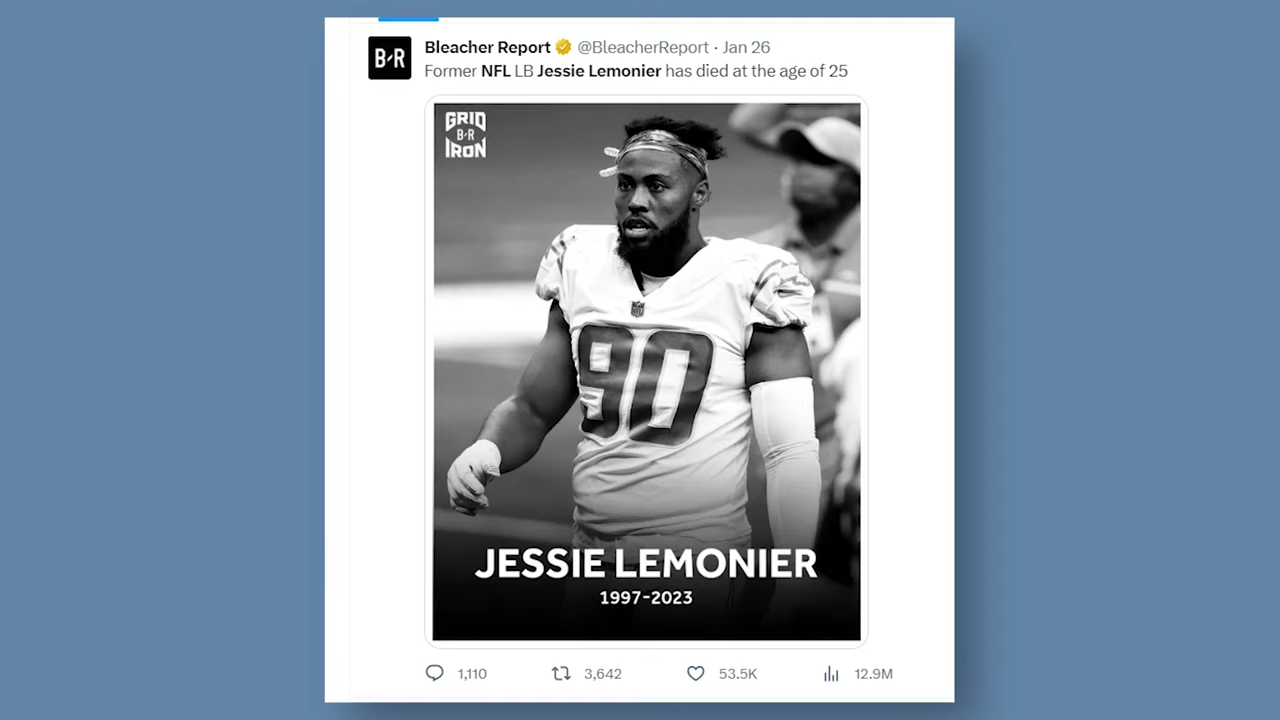 B/R
Bleacher Report @BleacherReport · Jan 26
Former NFL LB Jessie Lemonier has died at the age of 25
GRID
B/R
IRON
NFL
90
JESSIE LEMONIER
1997-2023
1,110 3,642 53.5K 12.9M